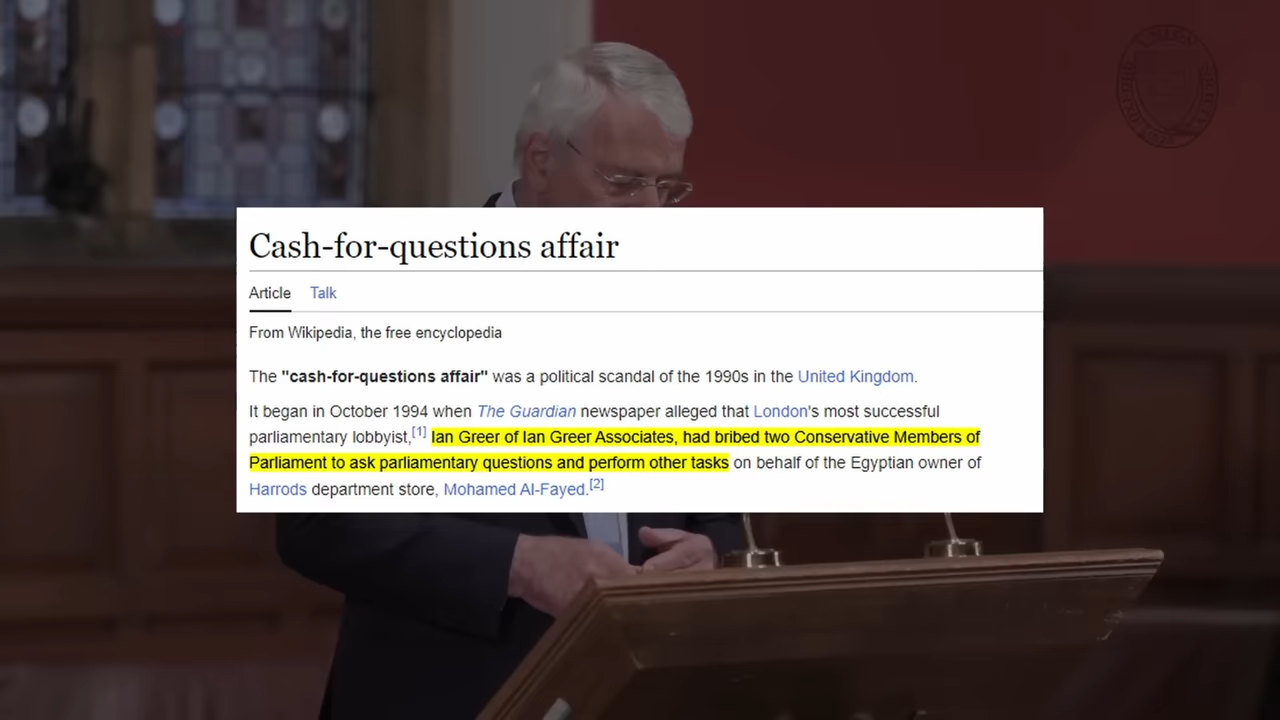 Cash-for-questions affair
Article Talk
From Wikipedia, the free encyclopedia
The "cash-for-questions affair" was a political scandal of the 1990s in the United Kingdom.
It began in October 1994 when The Guardian newspaper alleged that London's most successful
parliamentary lobbyist,[1] Ian Greer of Ian Greer Associates, had bribed two Conservative Members of
Parliament to ask parliamentary questions and perform other tasks on behalf of the Egyptian owner of
Harrods department store, Mohamed Al-Fayed.[2]